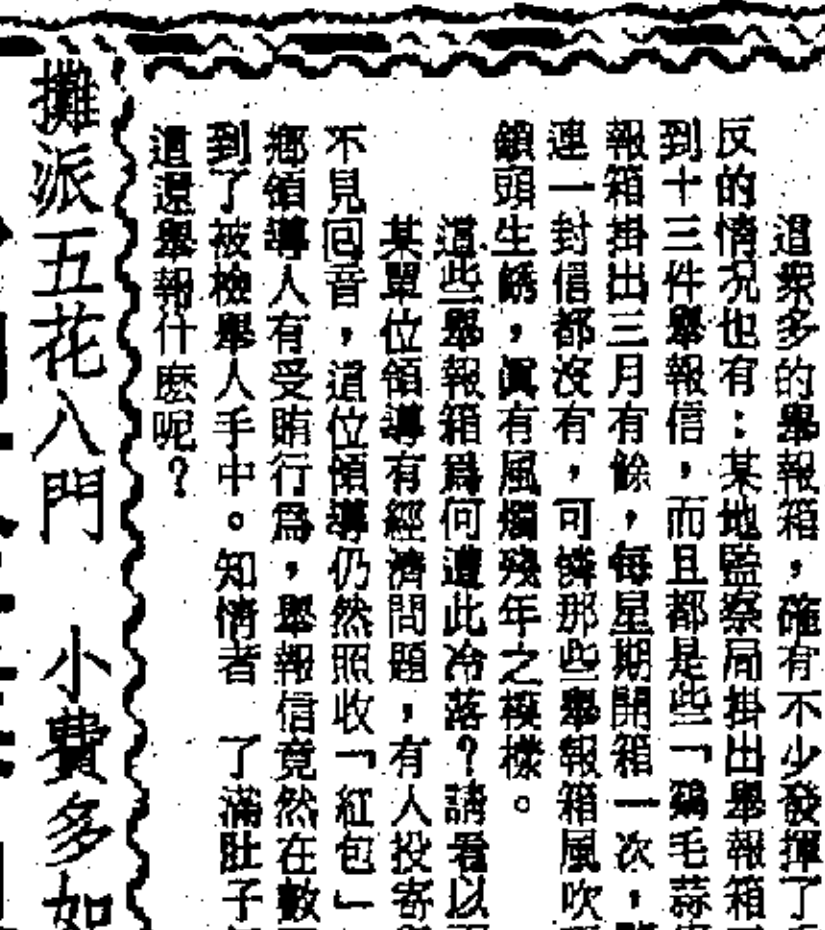 這衆多的舉報箱，確有不少發揮了
反的情况也有：某地監察局掛出舉報箱
到十三件舉報信，而且都是些「鷄毛蒜
報箱掛出三月有餘，每星期開箱一次，
連一封信都沒有，可憐那些舉報箱風吹
鎖頭生銹，眞有風燭殘年之模樣。
這些舉報箱爲何遭此冷落？請看以
某單位領導有經濟問題，有人投寄
不見回音，這位領導仍然照收「紅包」
鄕領導人有受賄行爲，舉報信竟然在數
到了被檢舉人手中。知情者 了滿肚子
這還舉報什麽呢？
攤派五花八門 小費多如